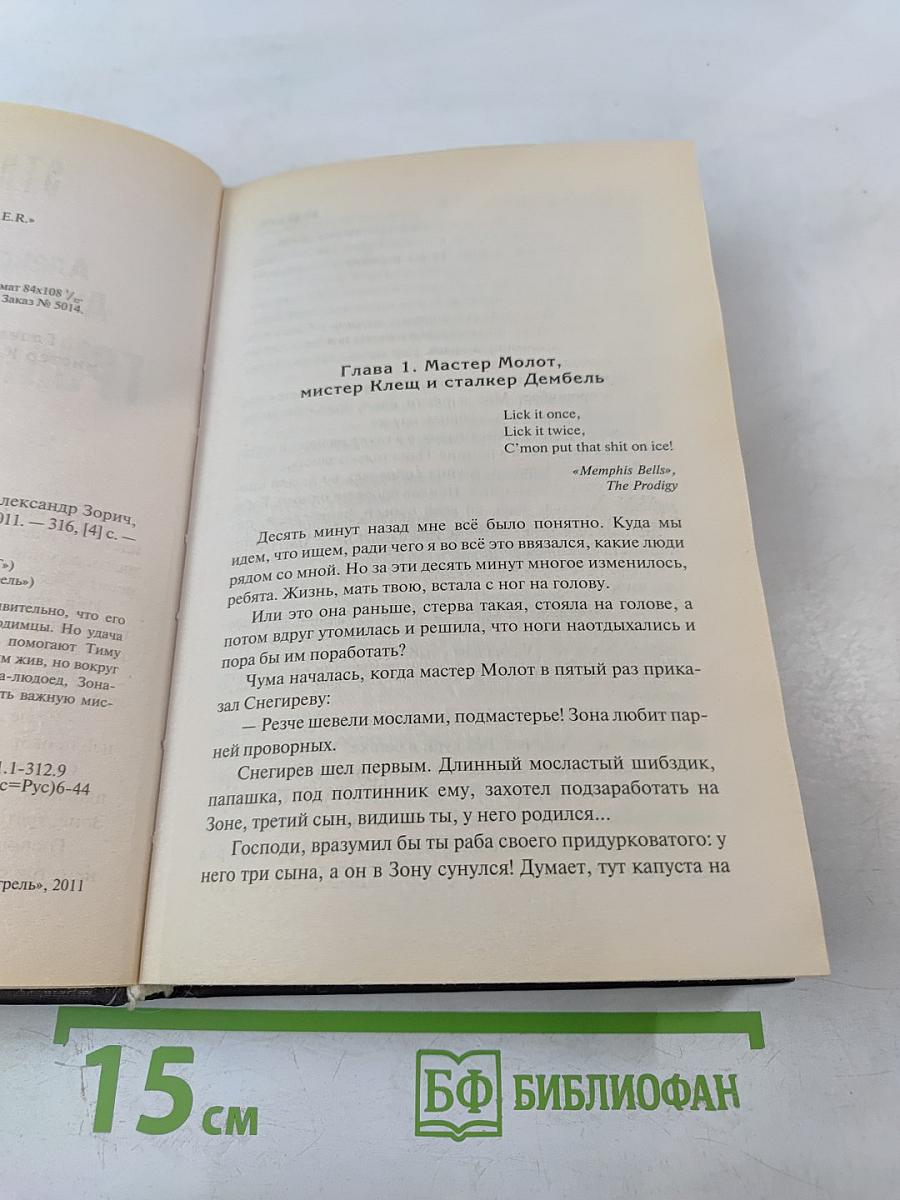 E.R.»
мат 84х108 ¹/₃₂.
Заказ № 5014.
лександр Зорич,
011. — 316, [4] с. —
Г»)
рель»)
вительно, что его
одимцы. Но удача
помогают Тиму
м жив, но вокруг
а-людоед, Зона-
ть важную мис-
1.1-312.9
с=Рус)6-44
трель», 2011
Глава 1. Мастер Молот,
мистер Клещ и сталкер Дембель
Lick it once,
Lick it twice,
C'mon put that shit on ice!
«Memphis Bells»,
The Prodigy
Десять минут назад мне всё было понятно. Куда мы
идем, что ищем, ради чего я во всё это ввязался, какие люди
рядом со мной. Но за эти десять минут многое изменилось,
ребята. Жизнь, мать твою, встала с ног на голову.
Или это она раньше, стерва такая, стояла на голове, а
потом вдруг утомилась и решила, что ноги наотдыхались и
пора бы им поработать?
Чума началась, когда мастер Молот в пятый раз прика-
зал Снегиреву:
— Резче шевели мослами, подмастерье! Зона любит пар-
ней проворных.
Снегирев шел первым. Длинный мосластый шибздик,
папашка, под полтинник ему, захотел подзаработать на
Зоне, третий сын, видишь ты, у него родился...
Господи, вразумил бы ты раба своего придурковатого: у
него три сына, а он в Зону сунулся! Думает, тут капуста на
15 см
БФ БИБЛИОФАН